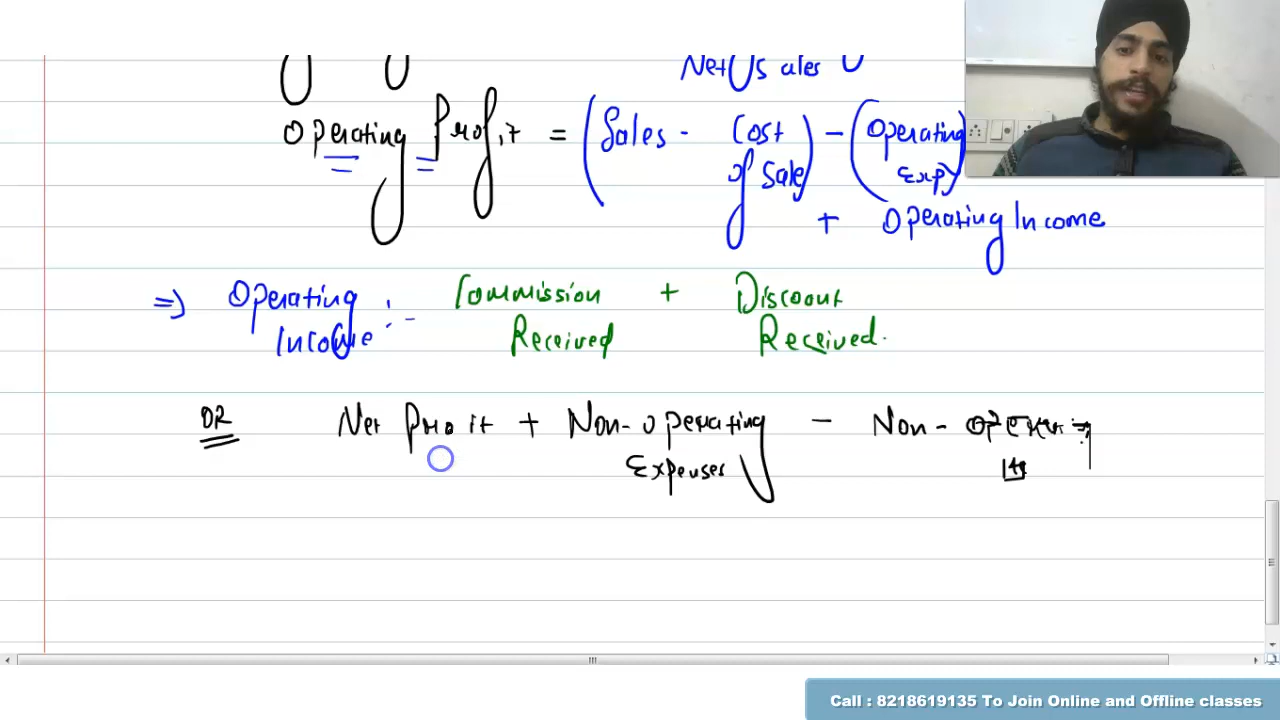 Net Sales
Operating Profit = (Sales - Cost of Sale) - (Operating Exp)
+ Operating Income
=> Operating Income :- Commission Received + Discount Received.
OR Net Profit + Non-operating Expenses - Non-
Call : 8218619135 To Join Online and Offline classes